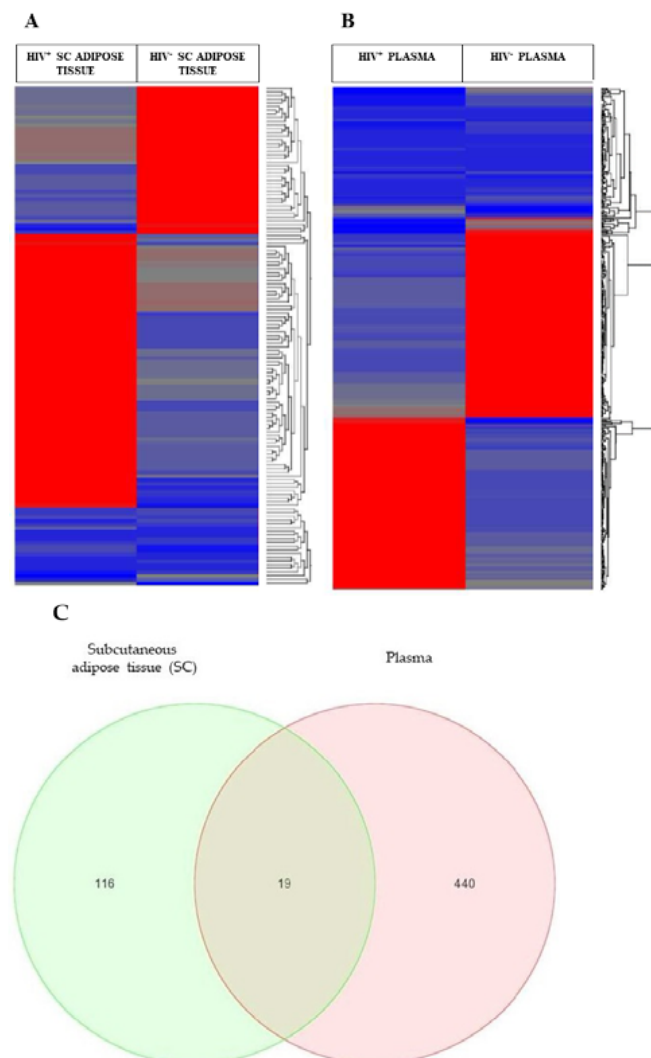 A
B
HIV⁺ SC ADIPOSE
TISSUE
HIV⁻ SC ADIPOSE
TISSUE
HIV⁺ PLASMA
HIV⁻ PLASMA
C
Subcutaneous
adipose tissue (SC)
Plasma
116
19
440